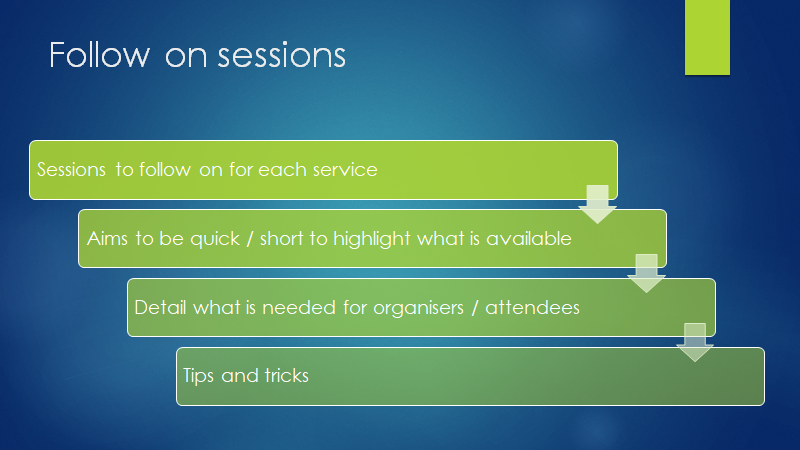 Follow on sessions
Sessions to follow on for each service
Aims to be quick / short to highlight what is available
Detail what is needed for organisers / attendees
Tips and tricks